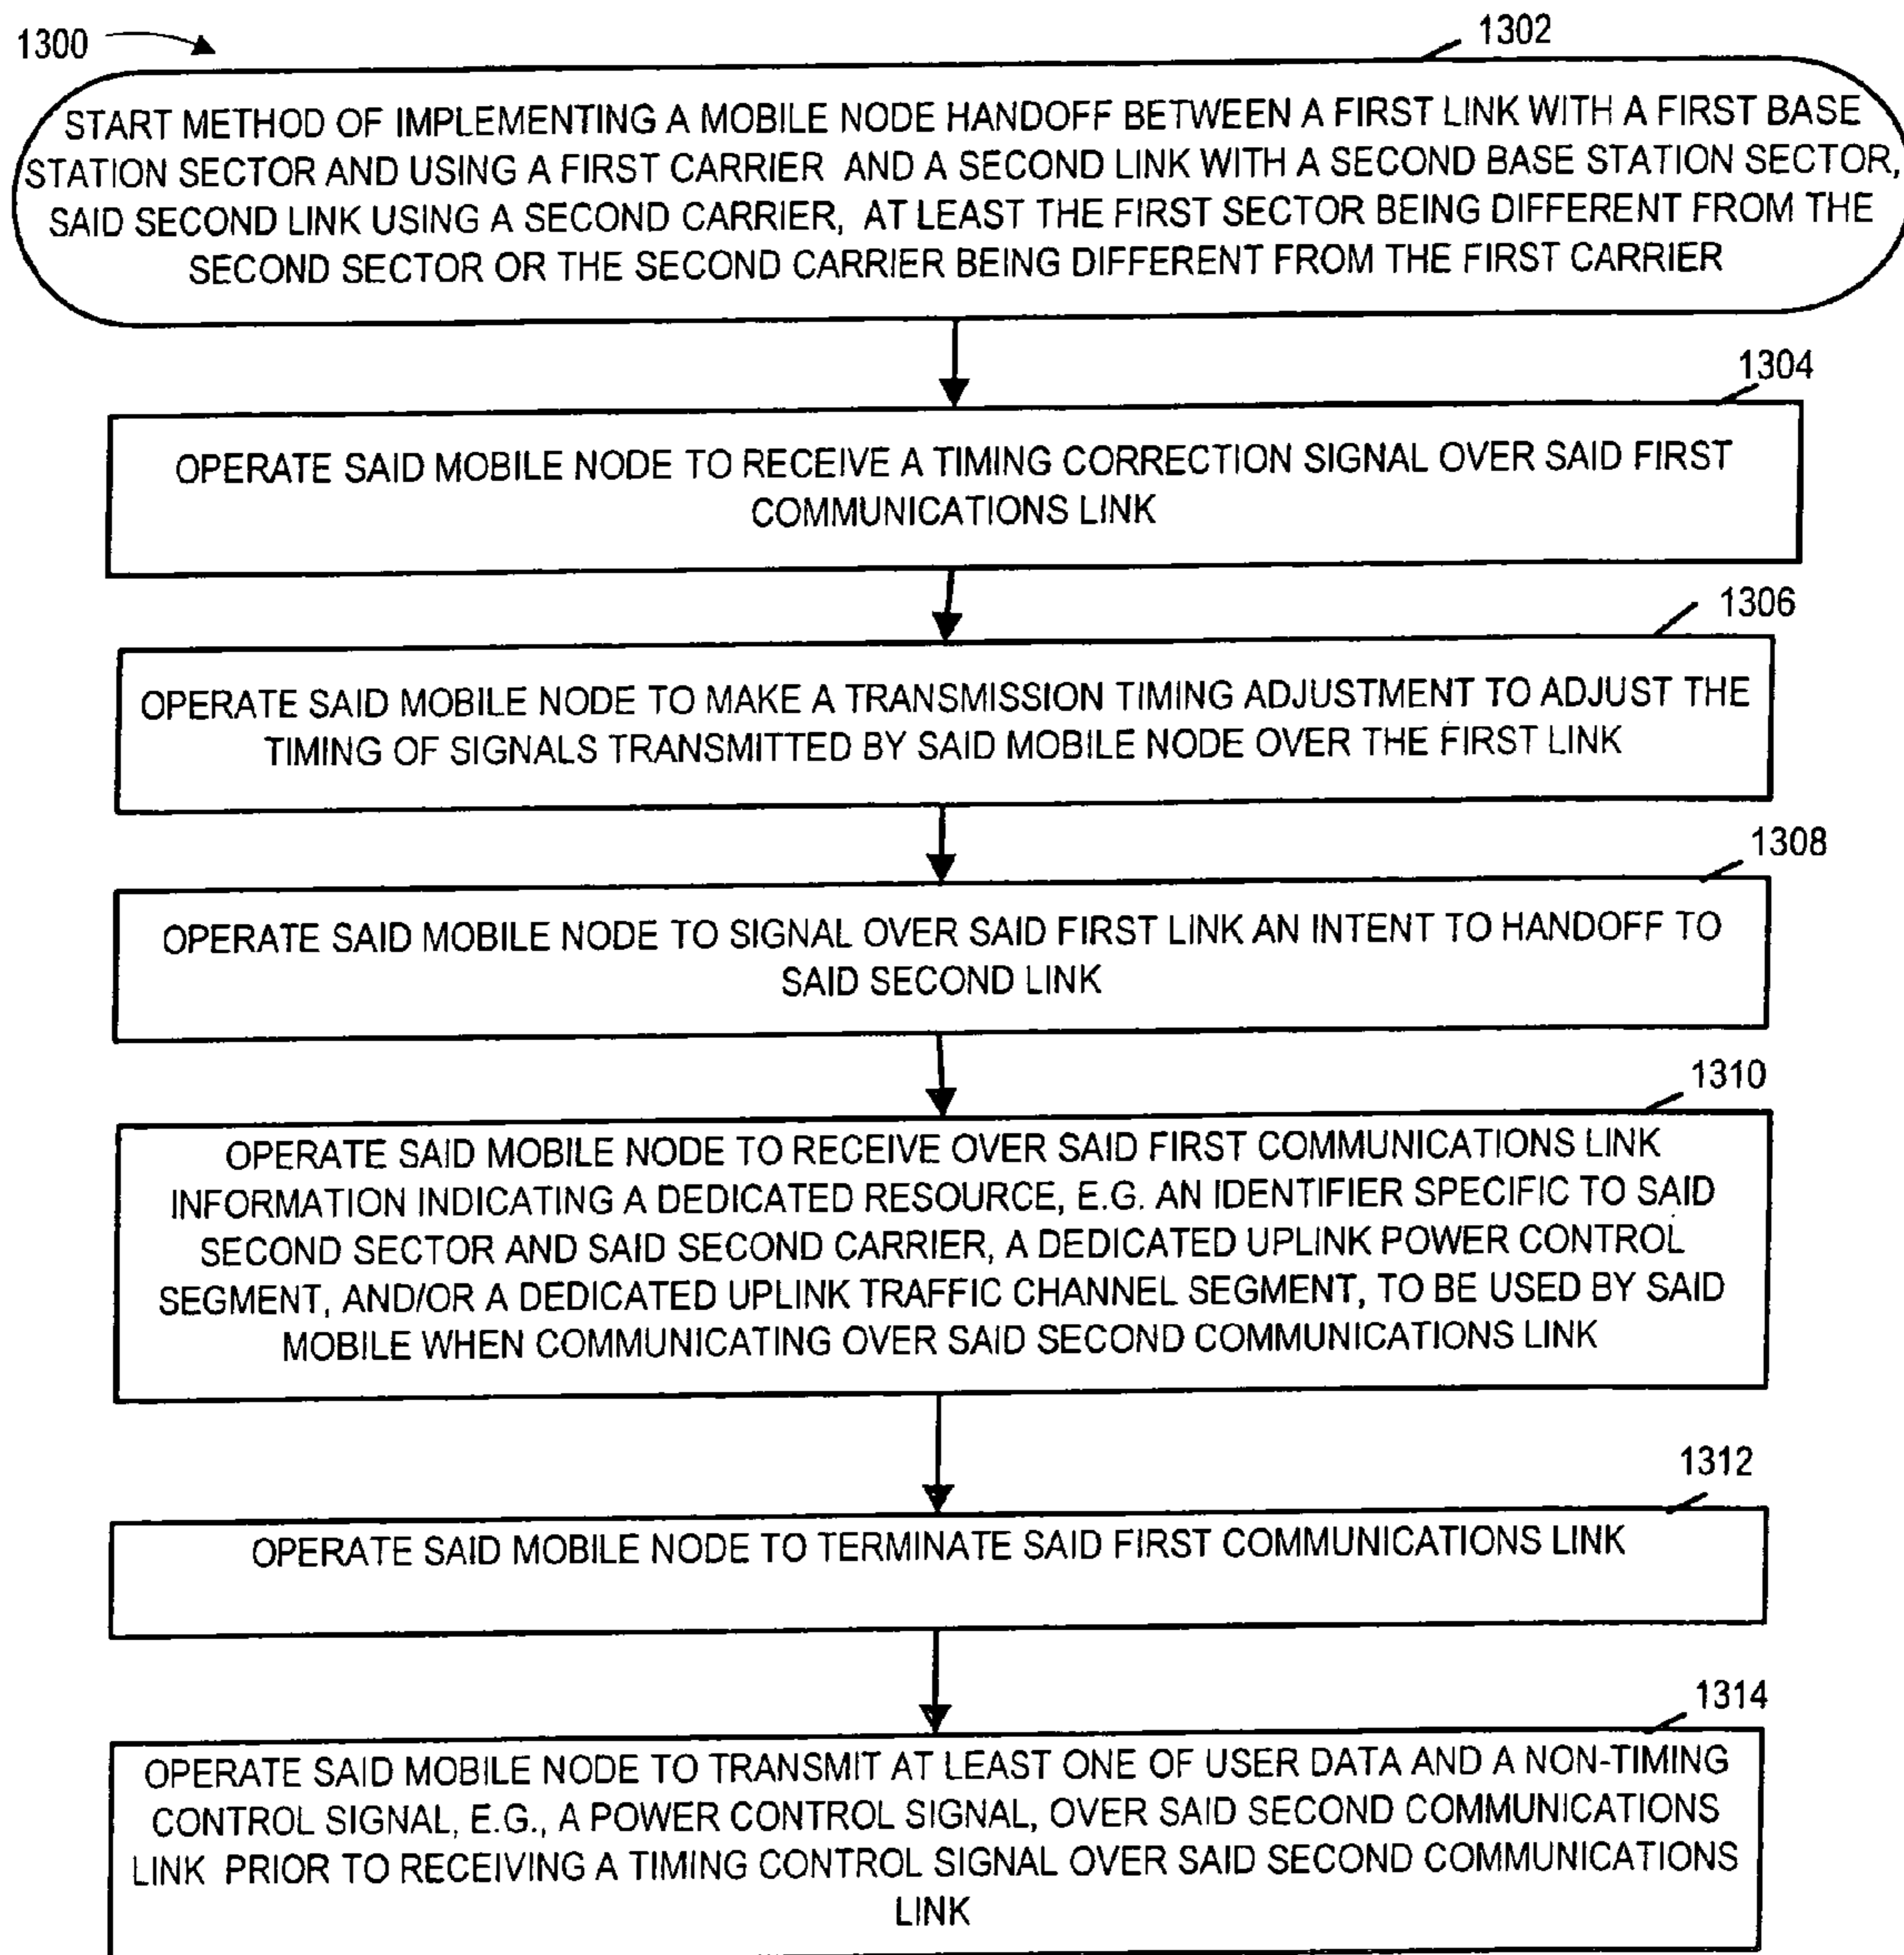 1300
1302
START METHOD OF IMPLEMENTING A MOBILE NODE HANDOFF BETWEEN A FIRST LINK WITH A FIRST BASE
STATION SECTOR AND USING A FIRST CARRIER AND A SECOND LINK WITH A SECOND BASE STATION SECTOR,
SAID SECOND LINK USING A SECOND CARRIER, AT LEAST THE FIRST SECTOR BEING DIFFERENT FROM THE
SECOND SECTOR OR THE SECOND CARRIER BEING DIFFERENT FROM THE FIRST CARRIER
1304
OPERATE SAID MOBILE NODE TO RECEIVE A TIMING CORRECTION SIGNAL OVER SAID FIRST
COMMUNICATIONS LINK
1306
OPERATE SAID MOBILE NODE TO MAKE A TRANSMISSION TIMING ADJUSTMENT TO ADJUST THE
TIMING OF SIGNALS TRANSMITTED BY SAID MOBILE NODE OVER THE FIRST LINK
1308
OPERATE SAID MOBILE NODE TO SIGNAL OVER SAID FIRST LINK AN INTENT TO HANDOFF TO
SAID SECOND LINK
1310
OPERATE SAID MOBILE NODE TO RECEIVE OVER SAID FIRST COMMUNICATIONS LINK
INFORMATION INDICATING A DEDICATED RESOURCE, E.G. AN IDENTIFIER SPECIFIC TO SAID
SECOND SECTOR AND SAID SECOND CARRIER, A DEDICATED UPLINK POWER CONTROL
SEGMENT, AND/OR A DEDICATED UPLINK TRAFFIC CHANNEL SEGMENT, TO BE USED BY SAID
MOBILE WHEN COMMUNICATING OVER SAID SECOND COMMUNICATIONS LINK
1312
OPERATE SAID MOBILE NODE TO TERMINATE SAID FIRST COMMUNICATIONS LINK
1314
OPERATE SAID MOBILE NODE TO TRANSMIT AT LEAST ONE OF USER DATA AND A NON-TIMING
CONTROL SIGNAL, E.G., A POWER CONTROL SIGNAL, OVER SAID SECOND COMMUNICATIONS
LINK PRIOR TO RECEIVING A TIMING CONTROL SIGNAL OVER SAID SECOND COMMUNICATIONS
LINK